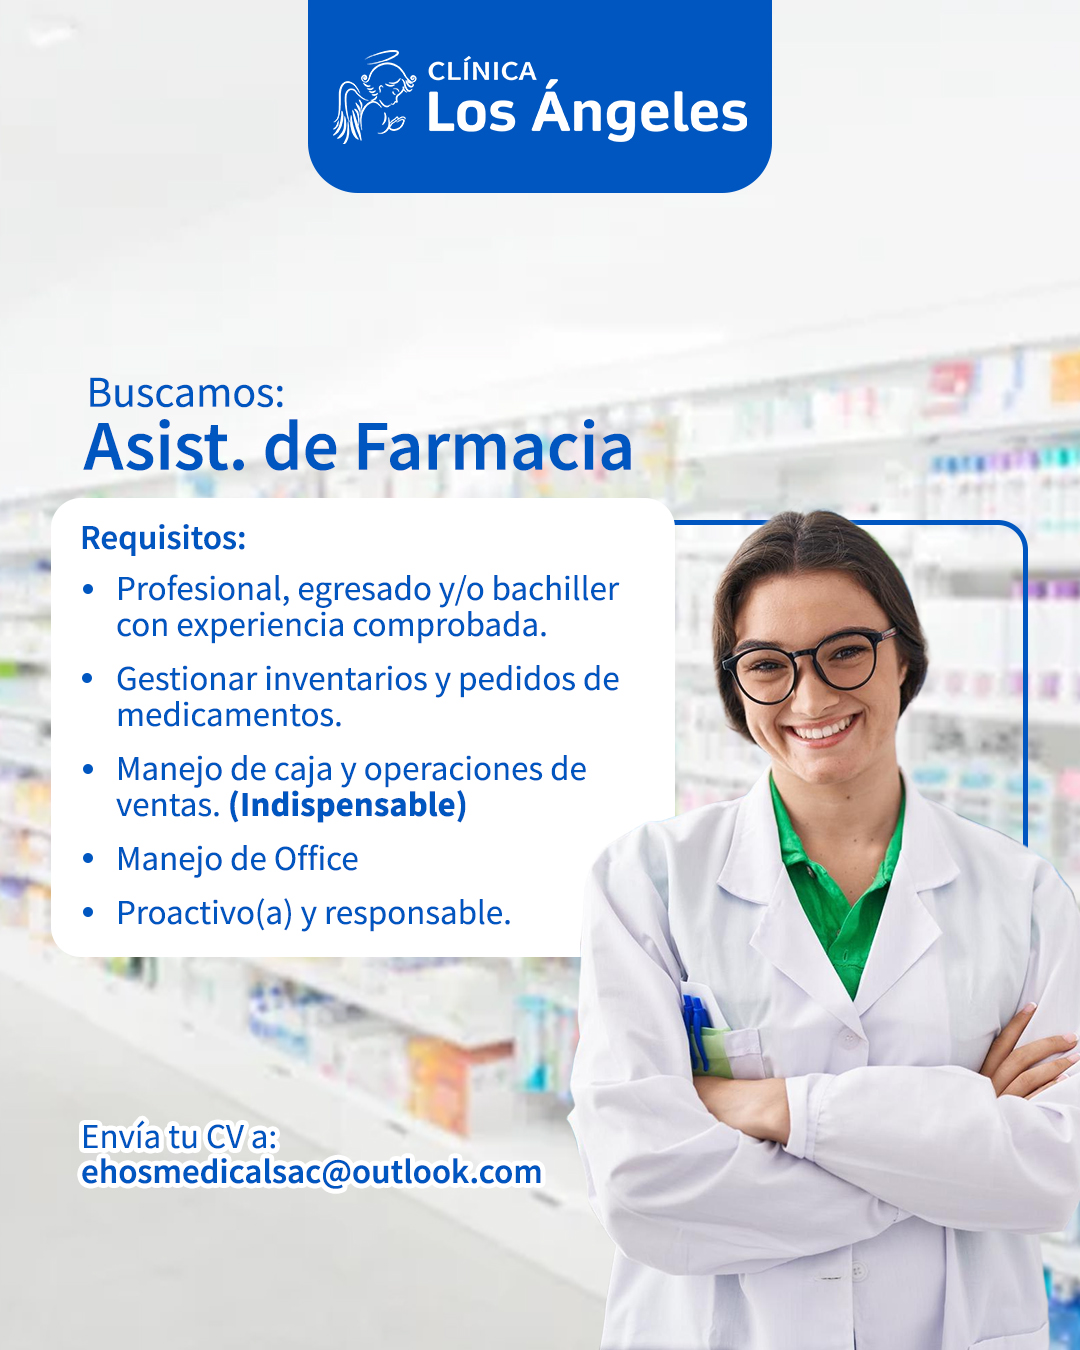 CLÍNICA
Los Ángeles
Buscamos:
Asist. de Farmacia
Requisitos:
• Profesional, egresado y/o bachiller
con experiencia comprobada.
• Gestionar inventarios y pedidos de
medicamentos.
• Manejo de caja y operaciones de
ventas. (Indispensable)
• Manejo de Office
• Proactivo(a) y responsable.
Envía tu CV a:
ehosmedicalsac@outlook.com